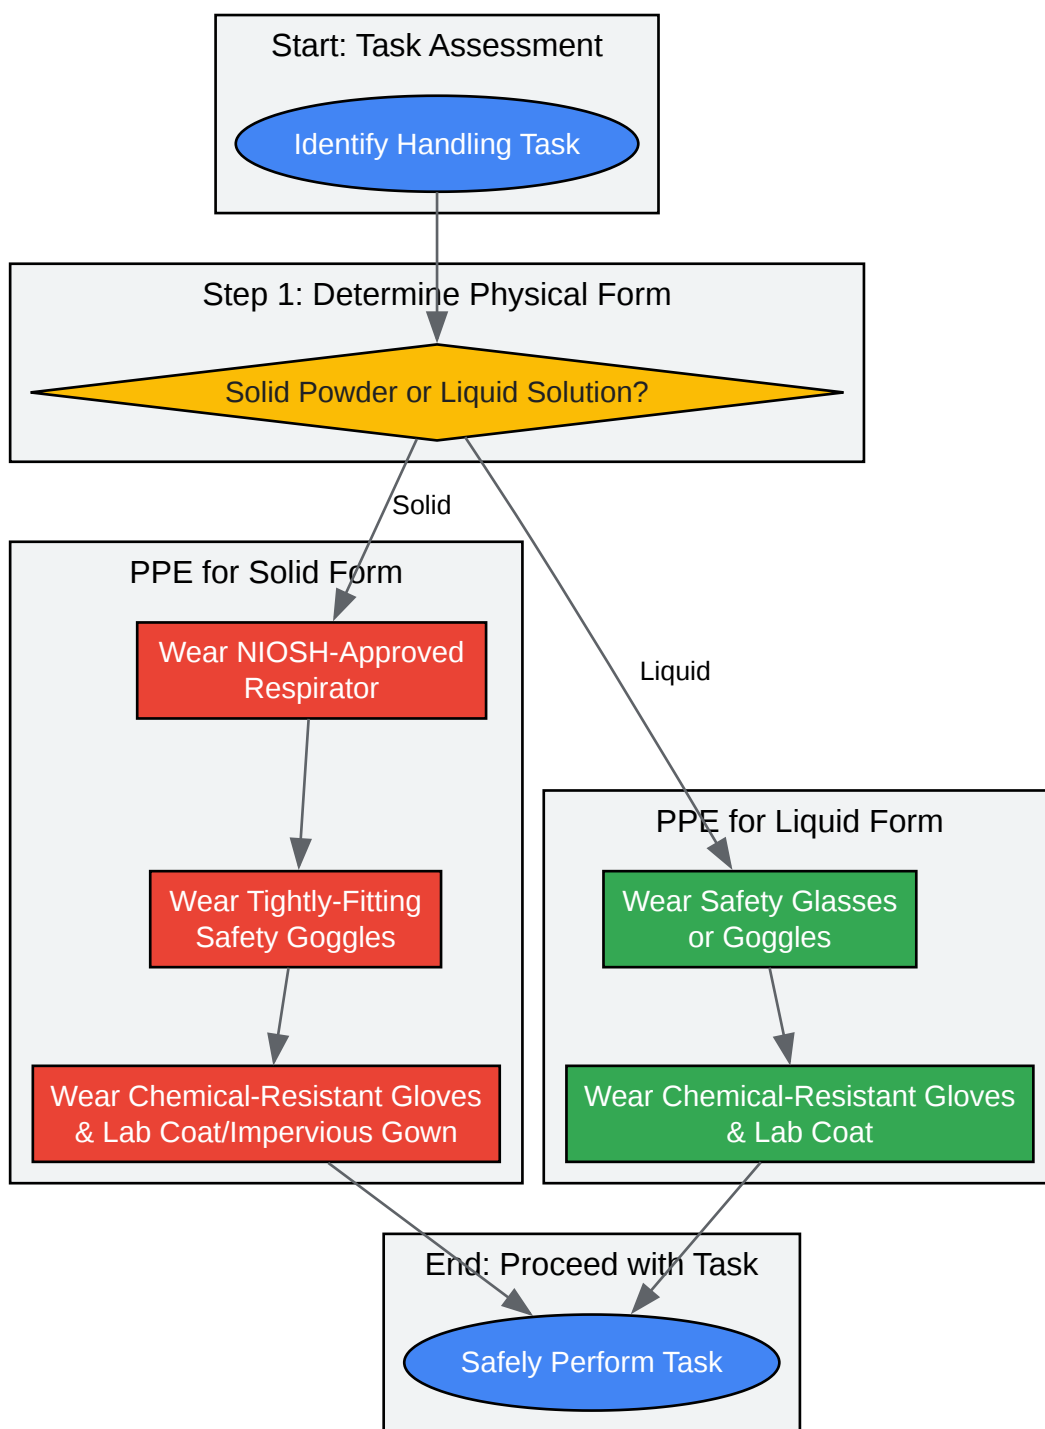 Start: Task Assessment
Identify Handling Task
Step 1: Determine Physical Form
Solid Powder or Liquid Solution?
Solid
PPE for Solid Form
Wear NIOSH-Approved
Respirator
Liquid
Wear Tightly-Fitting
Safety Goggles
Wear Chemical-Resistant Gloves
& Lab Coat/Impervious Gown
PPE for Liquid Form
Wear Safety Glasses
or Goggles
Wear Chemical-Resistant Gloves
& Lab Coat
End: Proceed with Task
Safely Perform Task